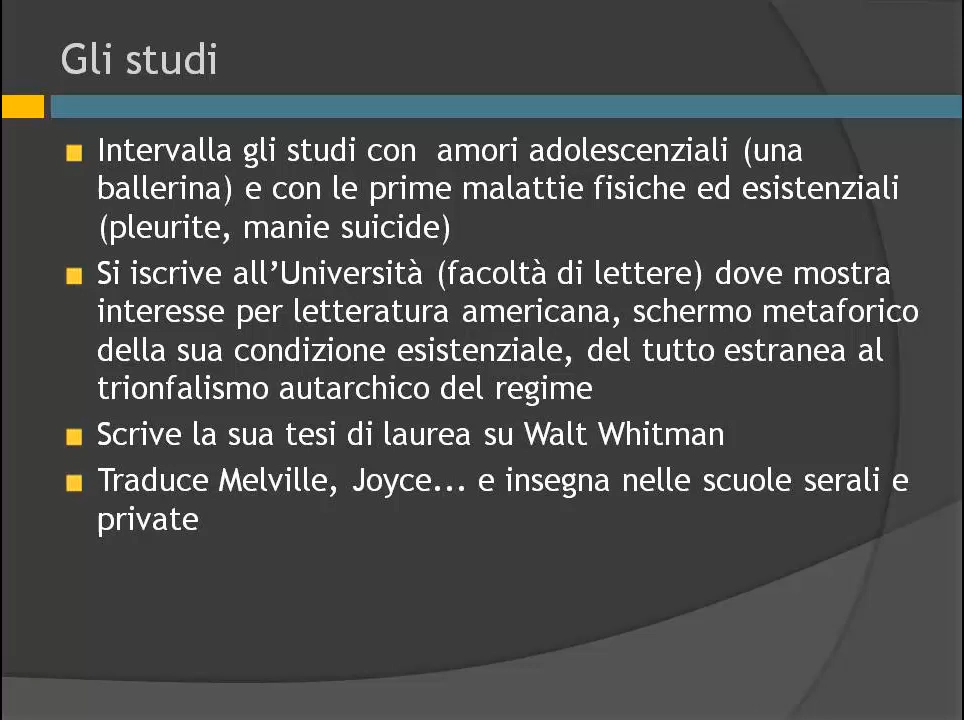 Gli studi
Intervalla gli studi con  amori adolescenziali (una
ballerina) e con le prime malattie fisiche ed esistenziali
(pleurite, manie suicide)
Si iscrive all’Università (facoltà di lettere) dove mostra
interesse per letteratura americana, schermo metaforico
della sua condizione esistenziale, del tutto estranea al
trionfalismo autarchico del regime
Scrive la sua tesi di laurea su Walt Whitman
Traduce Melville, Joyce... e insegna nelle scuole serali e
private